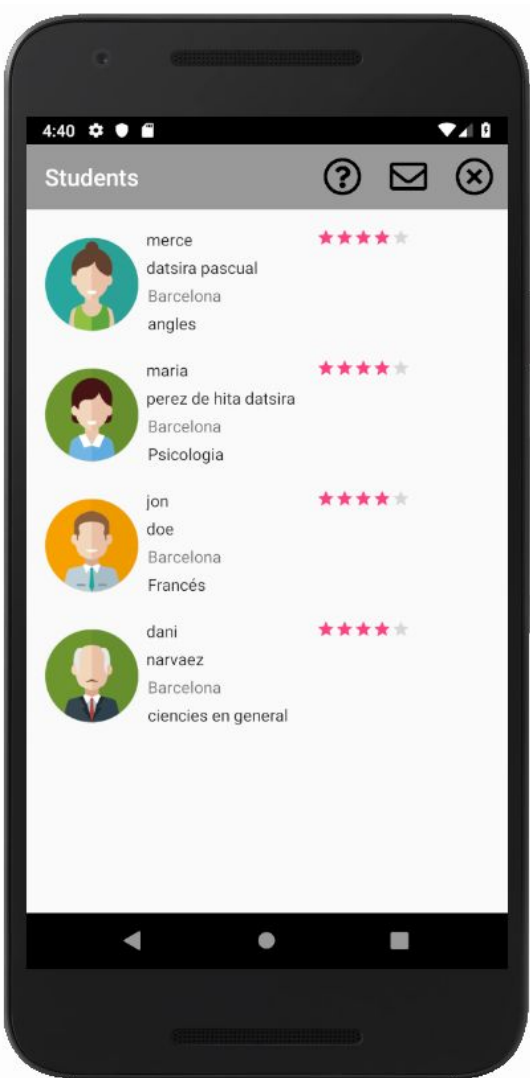 4:40
Students
merce
datsira pascual
Barcelona
angles
maria
perez de hita datsira
Barcelona
Psicologia
jon
doe
Barcelona
Francés
dani
narvaez
Barcelona
ciencies en general